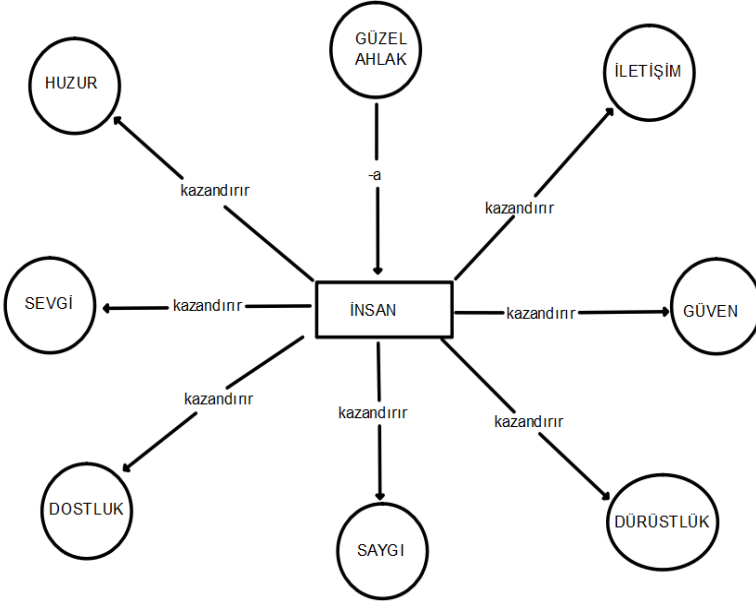 GÜZEL
AHLAK
HUZUR
İLETİŞİM
-a
kazandırır
kazandırır
SEVGİ
kazandırır
İNSAN
kazandırır
GÜVEN
kazandırır
kazandırır
kazandırır
DOSTLUK
SAYGI
DÜRÜSTLÜK